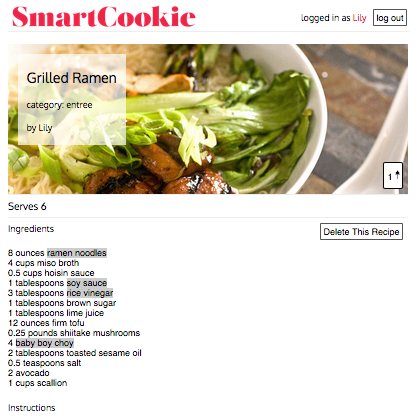 SmartCookie
logged in as Lily
log out
Grilled Ramen
category: entree
by Lily
1
Serves 6
Ingredients
Delete This Recipe
8 ounces ramen noodles
4 cups miso broth
0.5 cups hoisin sauce
1 tablespoons soy sauce
3 tablespoons rice vinegar
1 tablespoons brown sugar
1 tablespoons lime juice
12 ounces firm tofu
0.25 pounds shiitake mushrooms
4 baby boy choy
2 tablespoons toasted sesame oil
0.5 teaspoons salt
2 avocado
1 cups scallion
Instructions